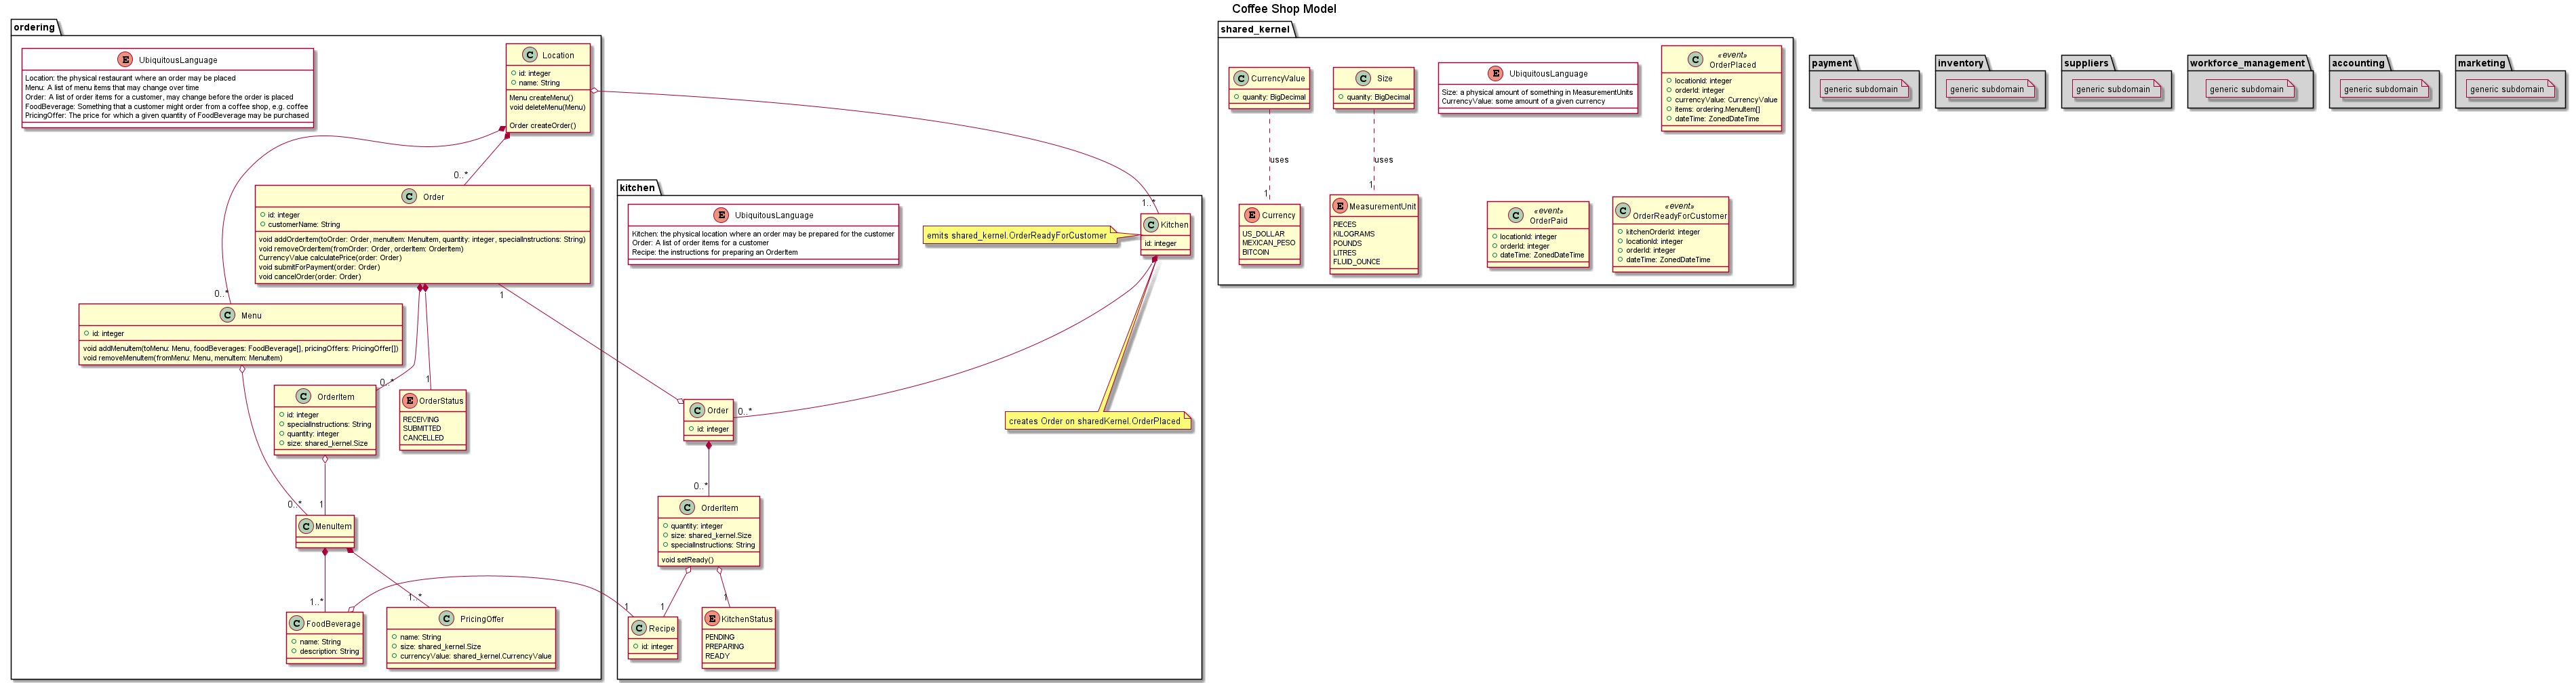 Coffee Shop Model
ordering
E UbiquitousLanguage
Location: the physical restaurant where an order may be placed
Menu: A list of menu items that may change over time
Order: A list of order items for a customer, may change before the order is placed
FoodBeverage: Something that a customer might order from a coffee shop, e.g. coffee
PricingOffer: The price for which a given quantity of FoodBeverage may be purchased
C Location
id: integer
name: String
Menu createMenu()
void deleteMenu(Menu)
Order createOrder()
0..*
C Order
id: integer
customerName: String
void addOrderItem(toOrder: Order, menuItem: MenuItem, quantity: integer, specialInstructions: String)
void removeOrderItem(fromOrder: Order, orderItem: OrderItem)
CurrencyValue calculatePrice(order: Order)
void submitForPayment(order: Order)
void cancelOrder(order: Order)
0..*
1
C Menu
id: integer
void addMenuItem(toMenu: Menu, foodBeverages: FoodBeverage[], pricingOffers: PricingOffer[])
void removeMenuItem(fromMenu: Menu, menuItem: MenuItem)
0..*
1
C OrderItem
id: integer
specialInstructions: String
quantity: integer
size: shared_kernel.Size
E OrderStatus
RECEIVING
SUBMITTED
CANCELLED
0..*
1
C MenuItem
1..*
1..*
C FoodBeverage
name: String
description: String
C PricingOffer
name: String
size: shared_kernel.Size
currencyValue: shared_kernel.CurrencyValue
kitchen
E UbiquitousLanguage
Kitchen: the physical location where an order may be prepared for the customer
Order: A list of order items for a customer
Recipe: the instructions for preparing an OrderItem
emits shared_kernel.OrderReadyForCustomer
1..*
C Kitchen
id: integer
C Order
id: integer
0..*
creates Order on sharedKernel.OrderPlaced
0..*
C OrderItem
quantity: integer
size: shared_kernel.Size
specialInstructions: String
void setReady()
1
1
1
C Recipe
id: integer
E KitchenStatus
PENDING
PREPARING
READY
shared_kernel
C CurrencyValue
quanity: BigDecimal
C Size
quanity: BigDecimal
E UbiquitousLanguage
Size: a physical amount of something in MeasurementUnits
CurrencyValue: some amount of a given currency
C «event»
OrderPlaced
locationId: integer
orderId: integer
currencyValue: CurrencyValue
items: ordering.MenuItem[]
dateTime: ZonedDateTime
uses
uses
1
1
E Currency
US_DOLLAR
MEXICAN_PESO
BITCOIN
E MeasurementUnit
PIECES
KILOGRAMS
POUNDS
LITRES
FLUID_OUNCE
C «event»
OrderPaid
locationId: integer
orderId: integer
dateTime: ZonedDateTime
C «event»
OrderReadyForCustomer
kitchenOrderId: integer
locationId: integer
orderId: integer
dateTime: ZonedDateTime
payment
generic subdomain
inventory
generic subdomain
suppliers
generic subdomain
workforce_management
generic subdomain
accounting
generic subdomain
marketing
generic subdomain